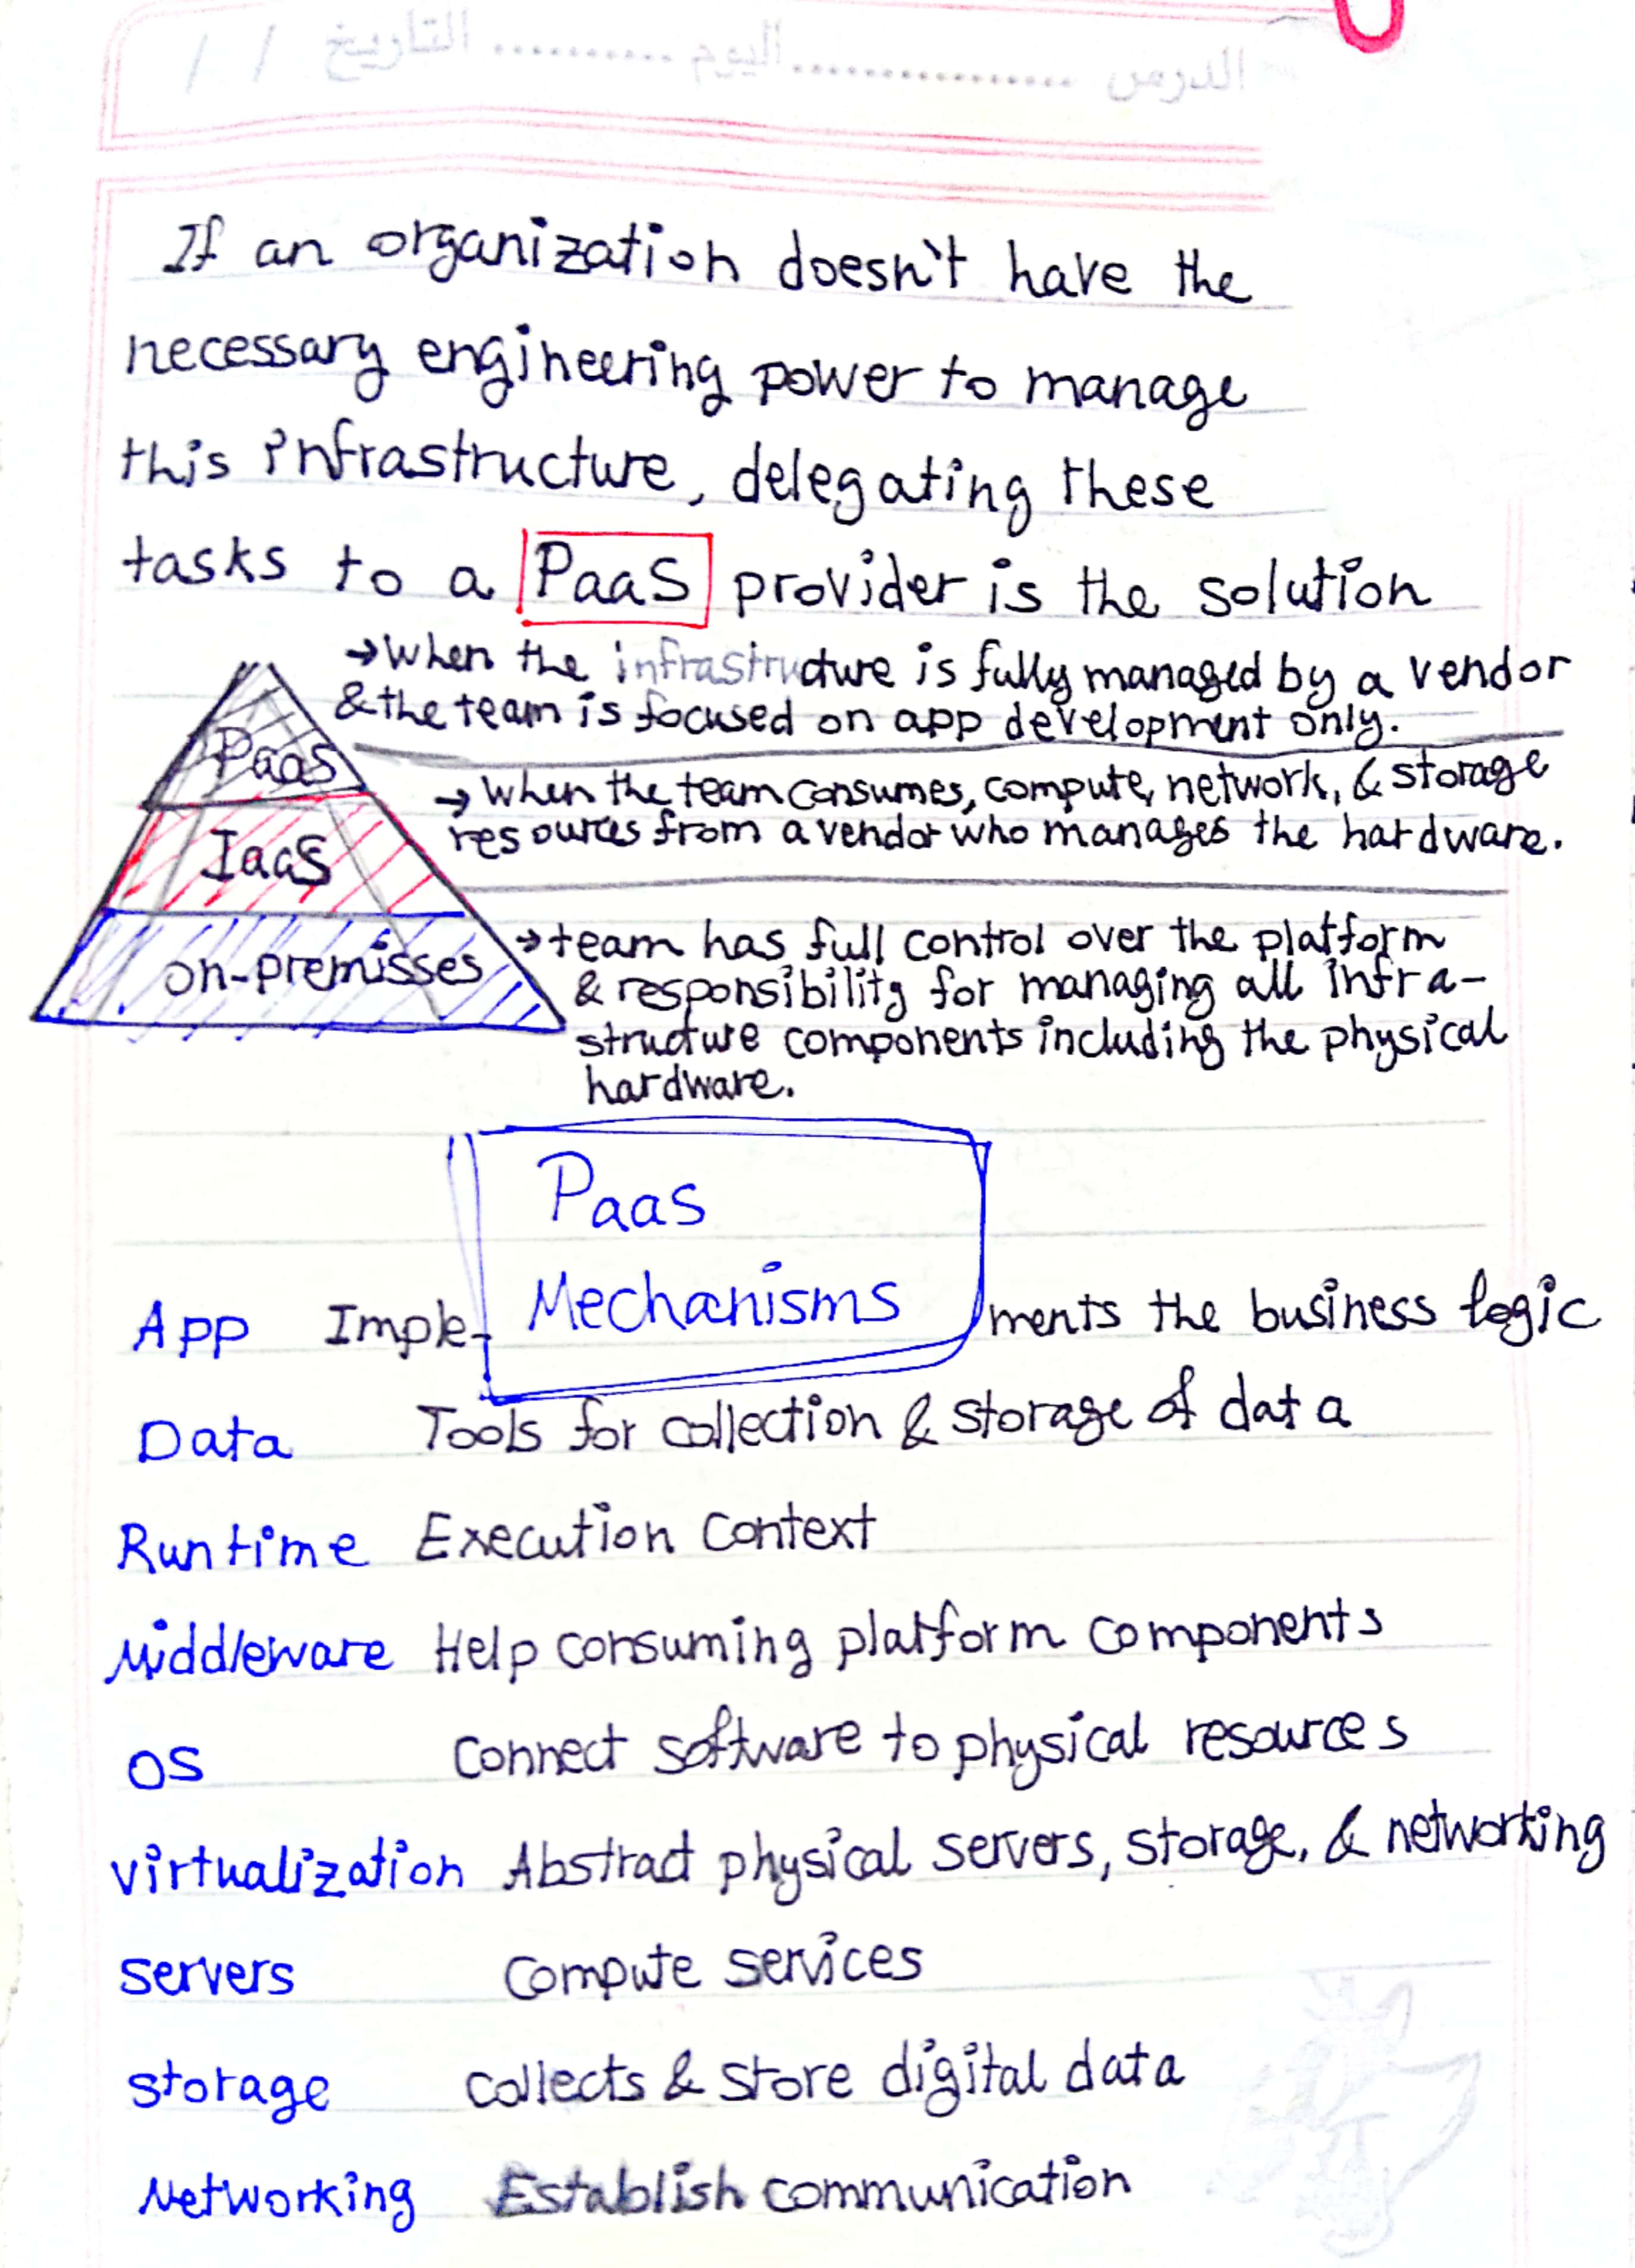 الدرس ................ اليوم .......... التاريخ / /
If an organization doesn't have the
necessary engineering power to manage
this infrastructure, delegating these
tasks to a PaaS provider is the solution
→ When the infrastructure is fully managed by a vendor
& the team is focused on app development only.
PaaS
→ When the team consumes, compute, network, & storage
resources from a vendor who manages the hardware.
IaaS
→ team has full control over the platform
& responsibility for managing all infra-
structure components including the physical
hardware.
on-premisses
PaaS
Mechanisms
App Imple- ments the business logic
Data Tools for collection & storage of data
Runtime Execution Context
Middleware Help consuming platform components
OS Connect software to physical resources
virtualization Abstract physical servers, storage, & networking
servers Compute services
storage collects & store digital data
Networking Establish communication